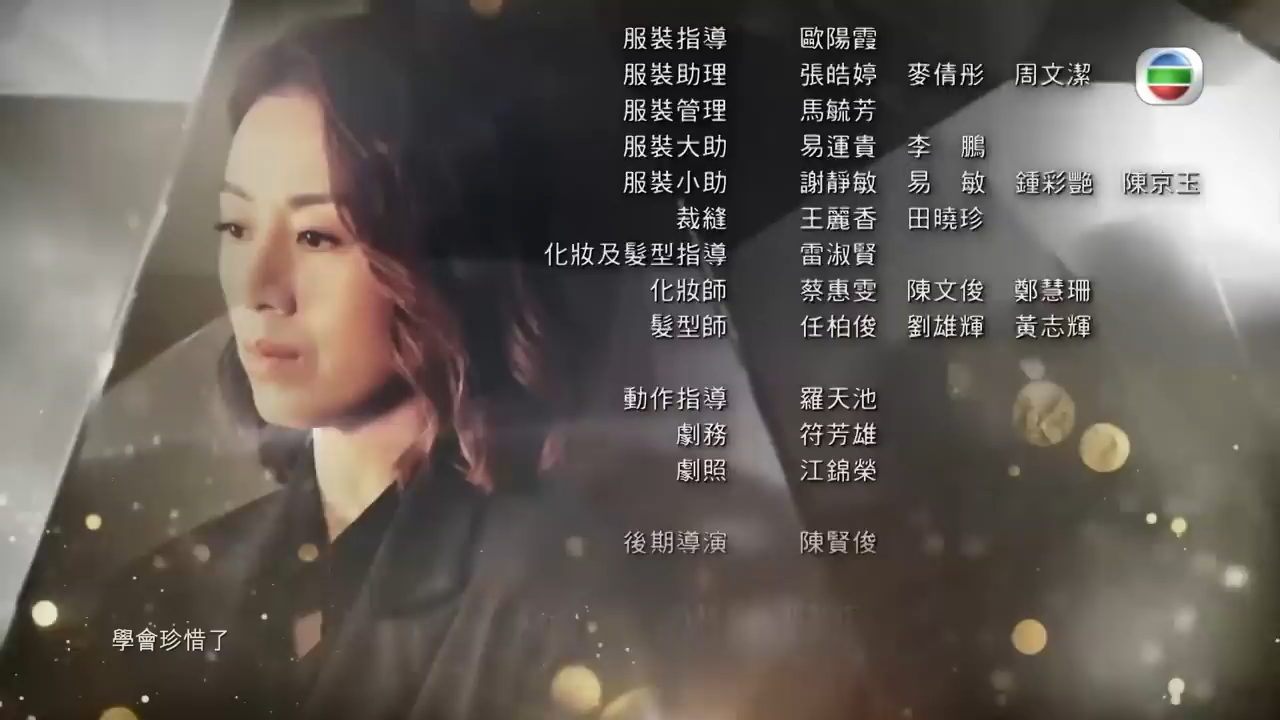 服裝指導 歐陽霞
服裝助理 張皓婷 麥倩彤 周文潔
服裝管理 馬毓芳
服裝大助 易運貴 李 鵬
服裝小助 謝靜敏 易 敏 鍾彩艷 陳京玉
裁縫 王麗香 田曉珍
化妝及髮型指導 雷淑賢
化妝師 蔡惠雯 陳文俊 鄭慧珊
髮型師 任柏俊 劉雄輝 黃志輝
動作指導 羅天池
劇務 符芳雄
劇照 江錦榮
後期導演 陳賢俊
學會珍惜了